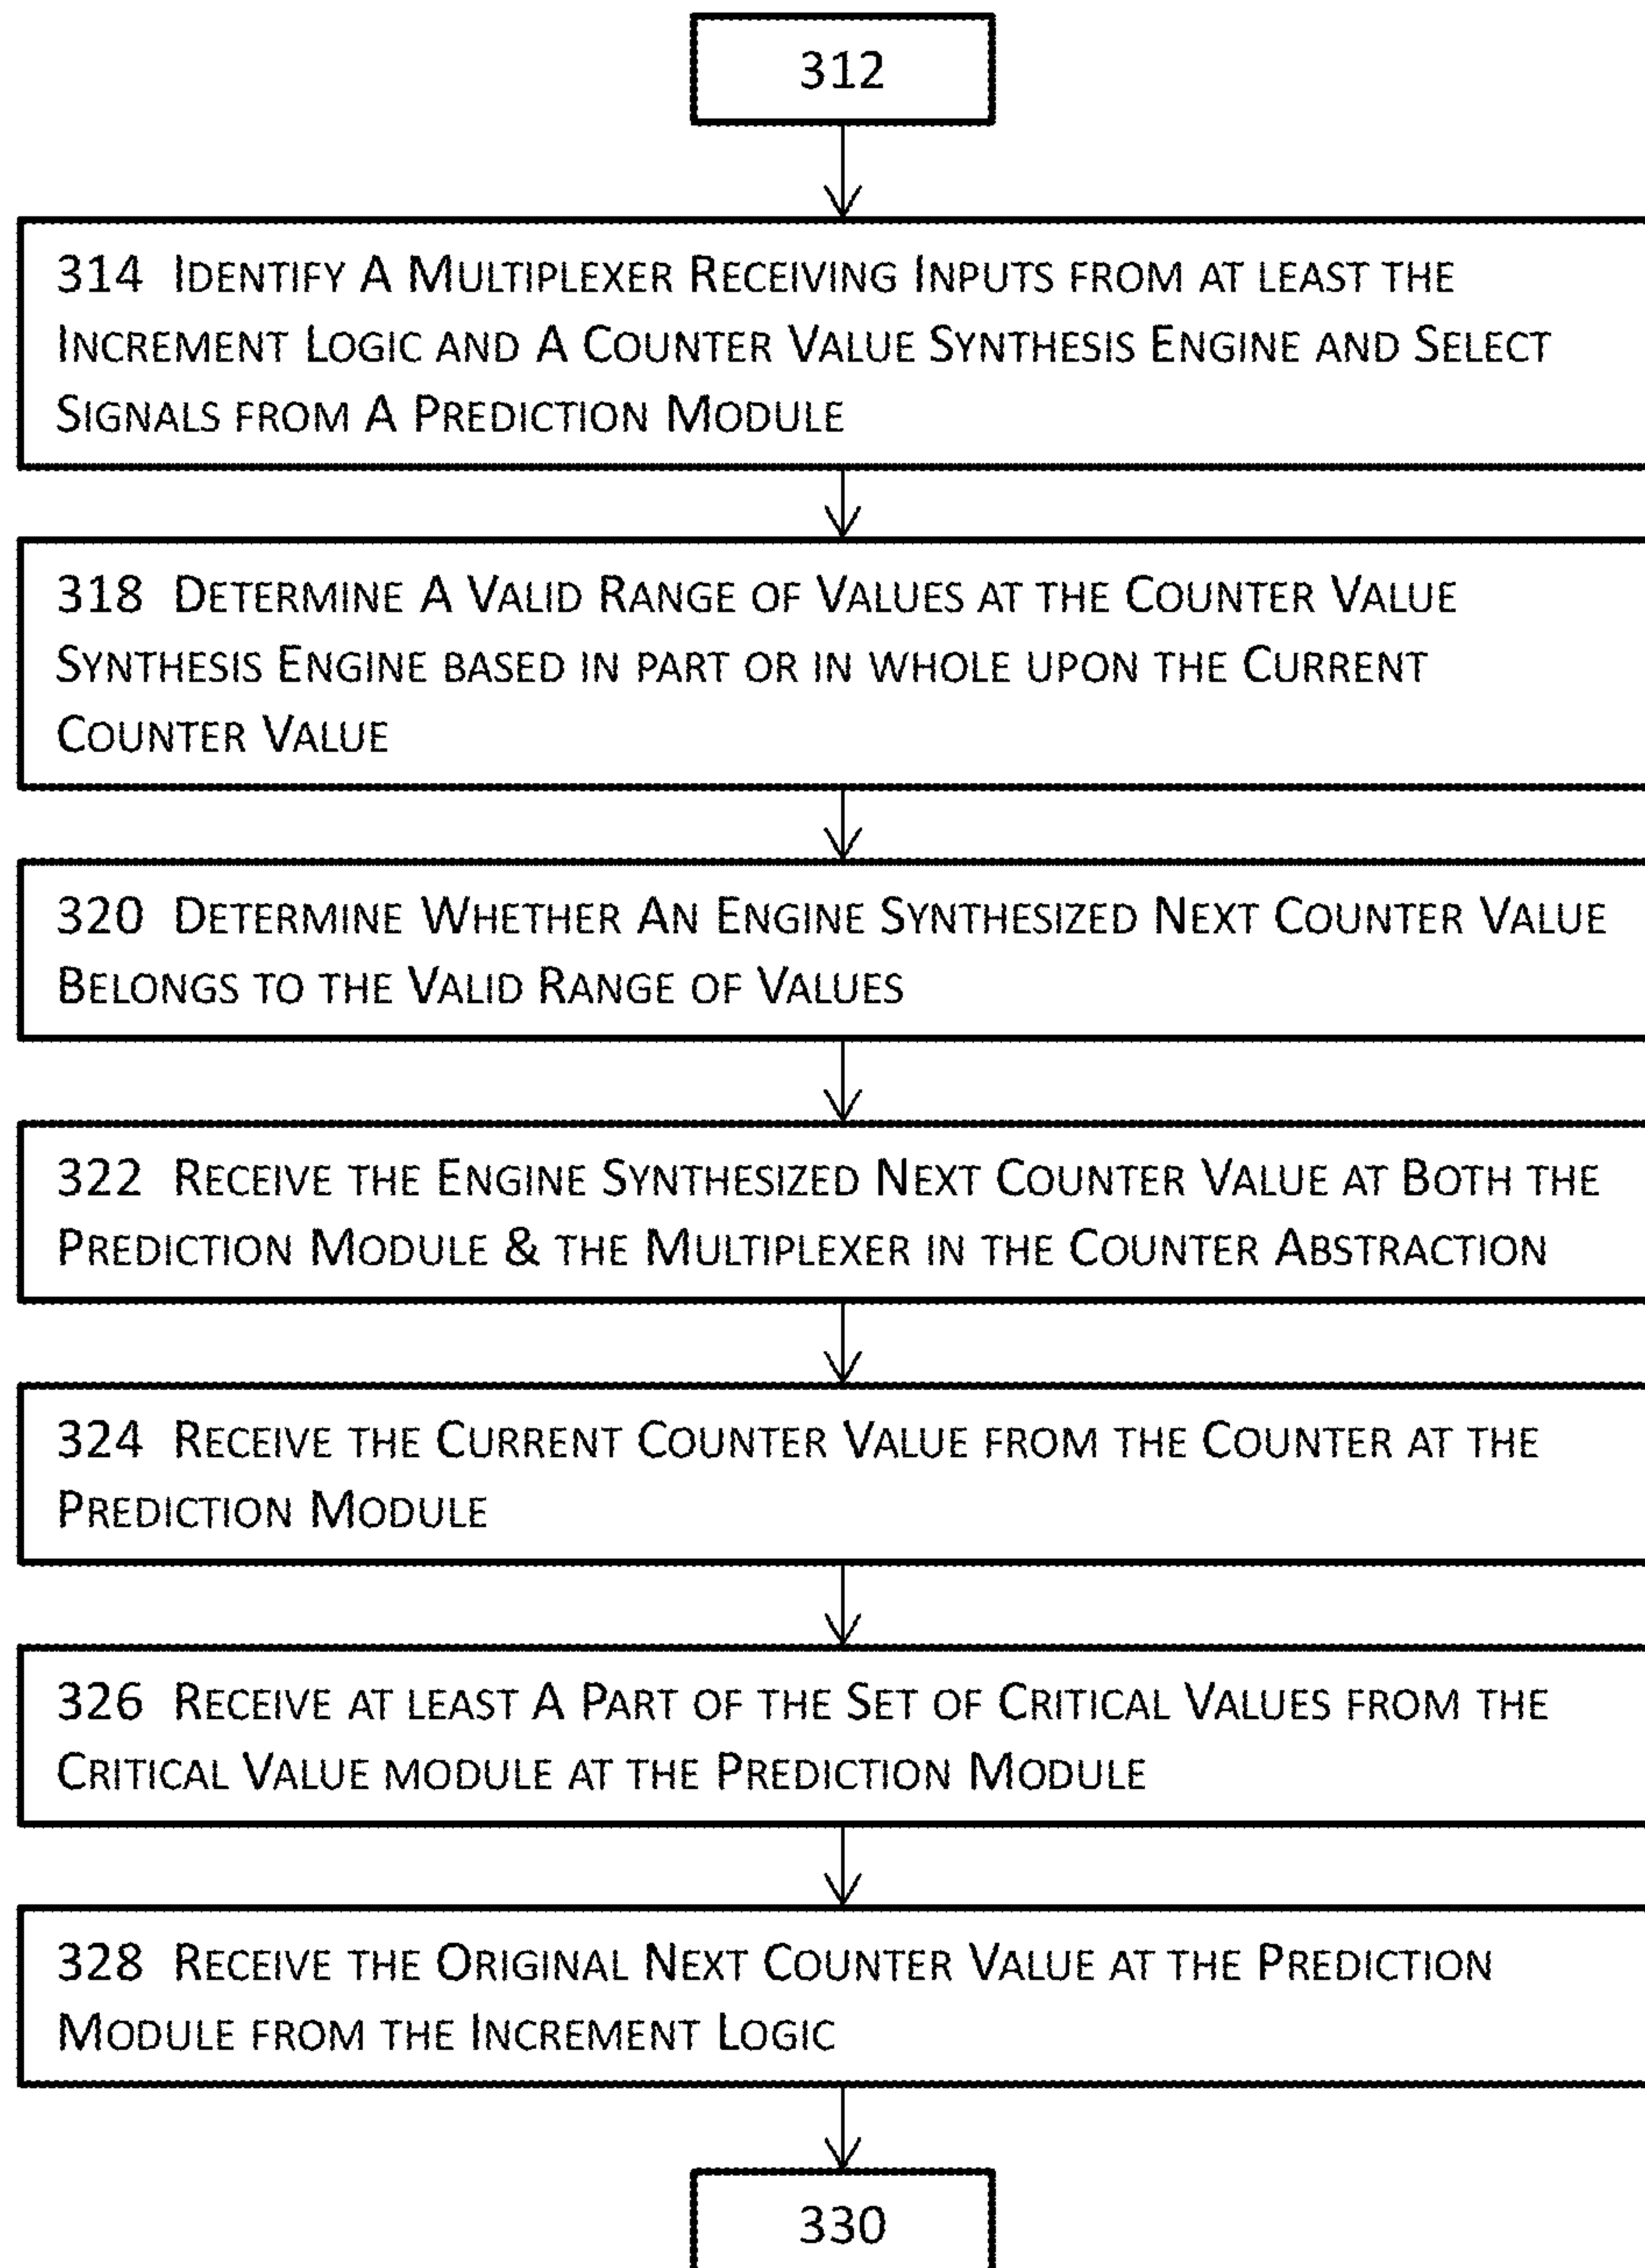 312
314 Identify A Multiplexer Receiving Inputs from at least the
Increment Logic and A Counter Value Synthesis Engine and Select
Signals from A Prediction Module
318 Determine A Valid Range of Values at the Counter Value
Synthesis Engine based in part or in whole upon the Current
Counter Value
320 Determine Whether An Engine Synthesized Next Counter Value
Belongs to the Valid Range of Values
322 Receive the Engine Synthesized Next Counter Value at Both the
Prediction Module & the Multiplexer in the Counter Abstraction
324 Receive the Current Counter Value from the Counter at the
Prediction Module
326 Receive at least A Part of the Set of Critical Values from the
Critical Value module at the Prediction Module
328 Receive the Original Next Counter Value at the Prediction
Module from the Increment Logic
330